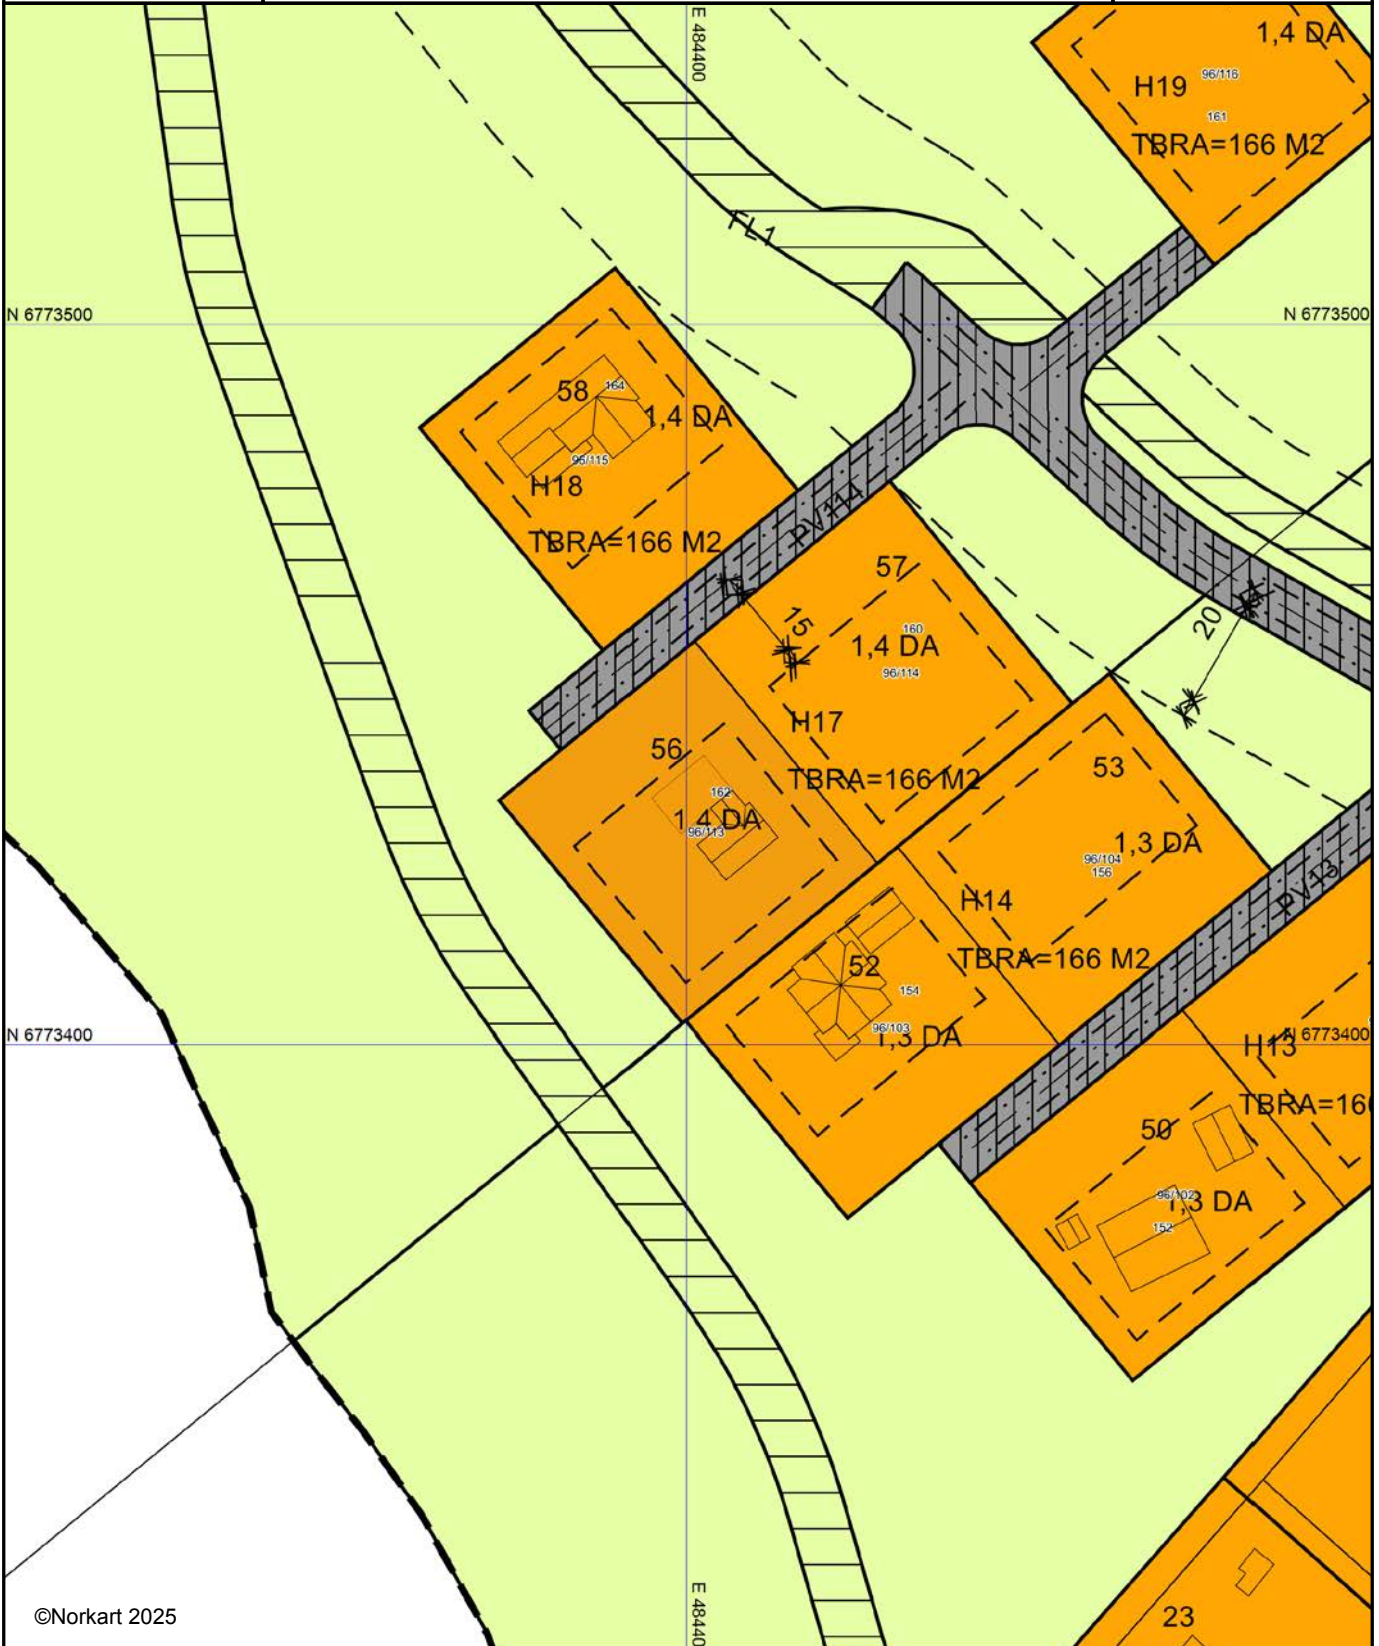 E 484400
1,4 DA
96/116
H19
161
TBRA=166 M2
FL1
N 6773500
N 6773500
58
164
1,4 DA
96/115
H18
TBRA=166 M2
PV114
57
15
160
1,4 DA
96/114
20
H17
TBRA=166 M2
56
162
1,4 DA
96/113
53
1,3 DA
96/104
156
PV13
H14
TBRA=166 M2
52
154
96/103
1,3 DA
N 6773400
N 6773400
H13
TBRA=16
50
96/102
1,3 DA
152
E 48440
©Norkart 2025
23